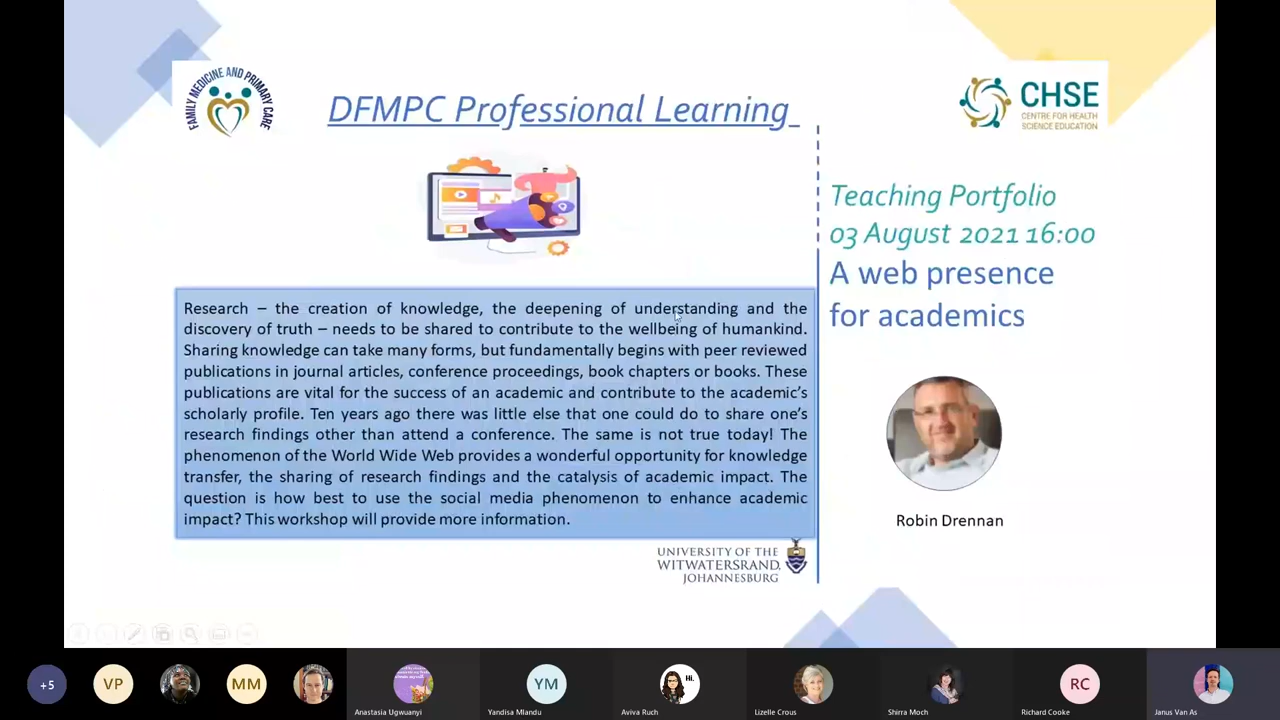 FAMILY MEDICINE AND PRIMARY CARE
DFMPC Professional Learning
CHSE
CENTRE FOR HEALTH
SCIENCE EDUCATION
Teaching Portfolio
03 August 2021 16:00
A web presence
for academics
Research – the creation of knowledge, the deepening of understanding and the
discovery of truth – needs to be shared to contribute to the wellbeing of humankind.
Sharing knowledge can take many forms, but fundamentally begins with peer reviewed
publications in journal articles, conference proceedings, book chapters or books. These
publications are vital for the success of an academic and contribute to the academic’s
scholarly profile. Ten years ago there was little else that one could do to share one’s
research findings other than attend a conference. The same is not true today! The
phenomenon of the World Wide Web provides a wonderful opportunity for knowledge
transfer, the sharing of research findings and the catalysis of academic impact. The
question is how best to use the social media phenomenon to enhance academic
impact? This workshop will provide more information.
Robin Drennan
UNIVERSITY OF THE
WITWATERSRAND,
JOHANNESBURG
+5
VP
MM
YM
Hi.
RC
Anastasia Ugwuanyi
Yandisa Mlandu
Aviva Ruch
Lizelle Crous
Shirra Moch
Richard Cooke
Janus Van As